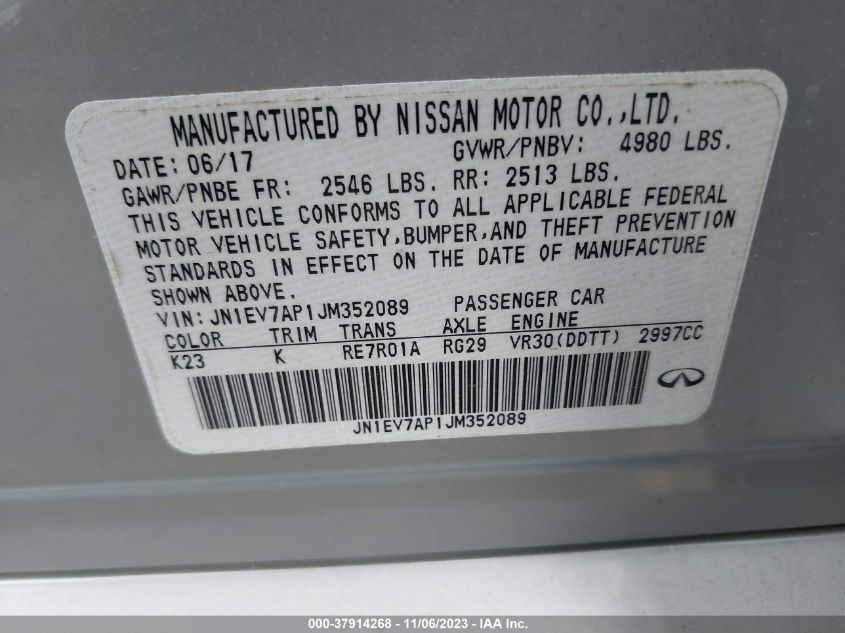 MANUFACTURED BY NISSAN MOTOR CO.,LTD.
DATE: 06/17 GVWR/PNBV: 4980 LBS.
GAWR/PNBE FR: 2546 LBS. RR: 2513 LBS.
THIS VEHICLE CONFORMS TO ALL APPLICABLE FEDERAL
MOTOR VEHICLE SAFETY,BUMPER,AND THEFT PREVENTION
STANDARDS IN EFFECT ON THE DATE OF MANUFACTURE
SHOWN ABOVE.
VIN: JN1EV7AP1JM352089 PASSENGER CAR
COLOR TRIM TRANS AXLE ENGINE
K23 K RE7R01A RG29 VR30(DDTT) 2997CC
JN1EV7AP1JM352089
000-37914268 - 11/06/2023 - IAA Inc.